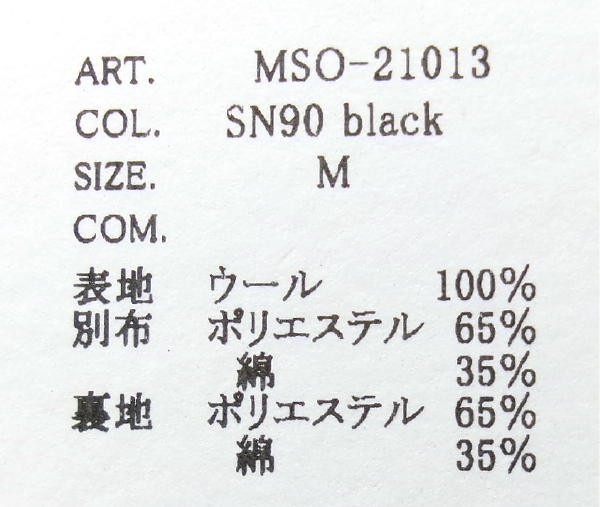 ART. MSO-21013
COL. SN90 black
SIZE. M
COM.
表地 ウール 100%
別布 ポリエステル 65%
綿 35%
裏地 ポリエステル 65%
綿 35%